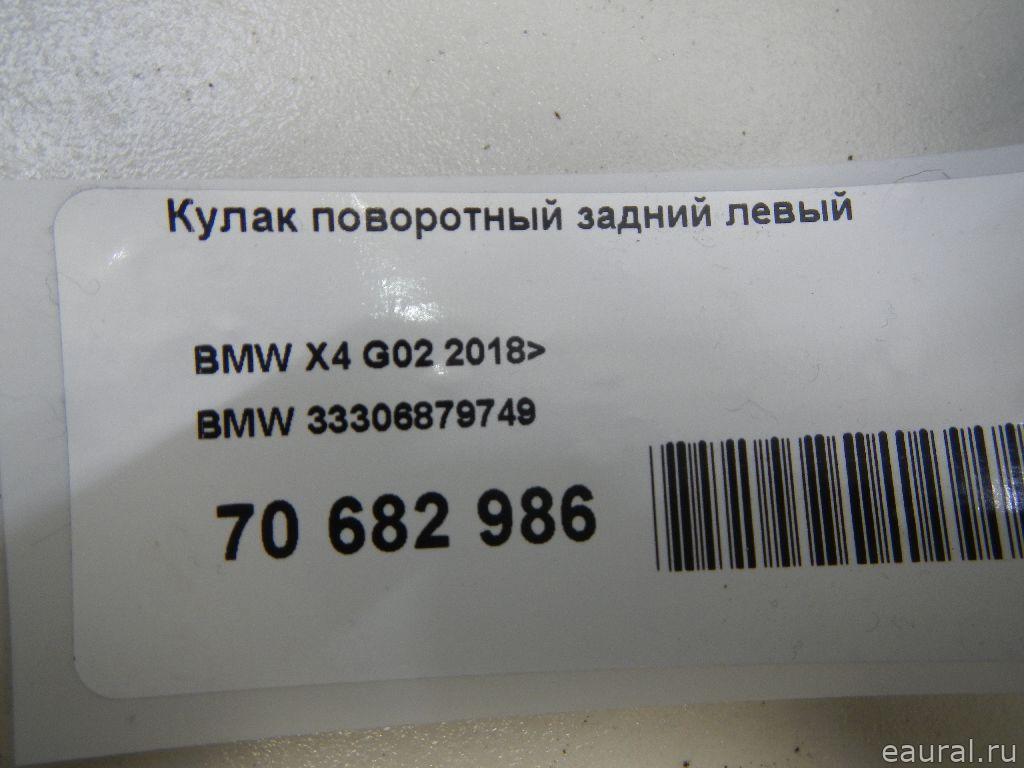 Кулак поворотный задний левый
BMW X4 G02 2018>
BMW 33306879749
70 682 986
eaural.ru